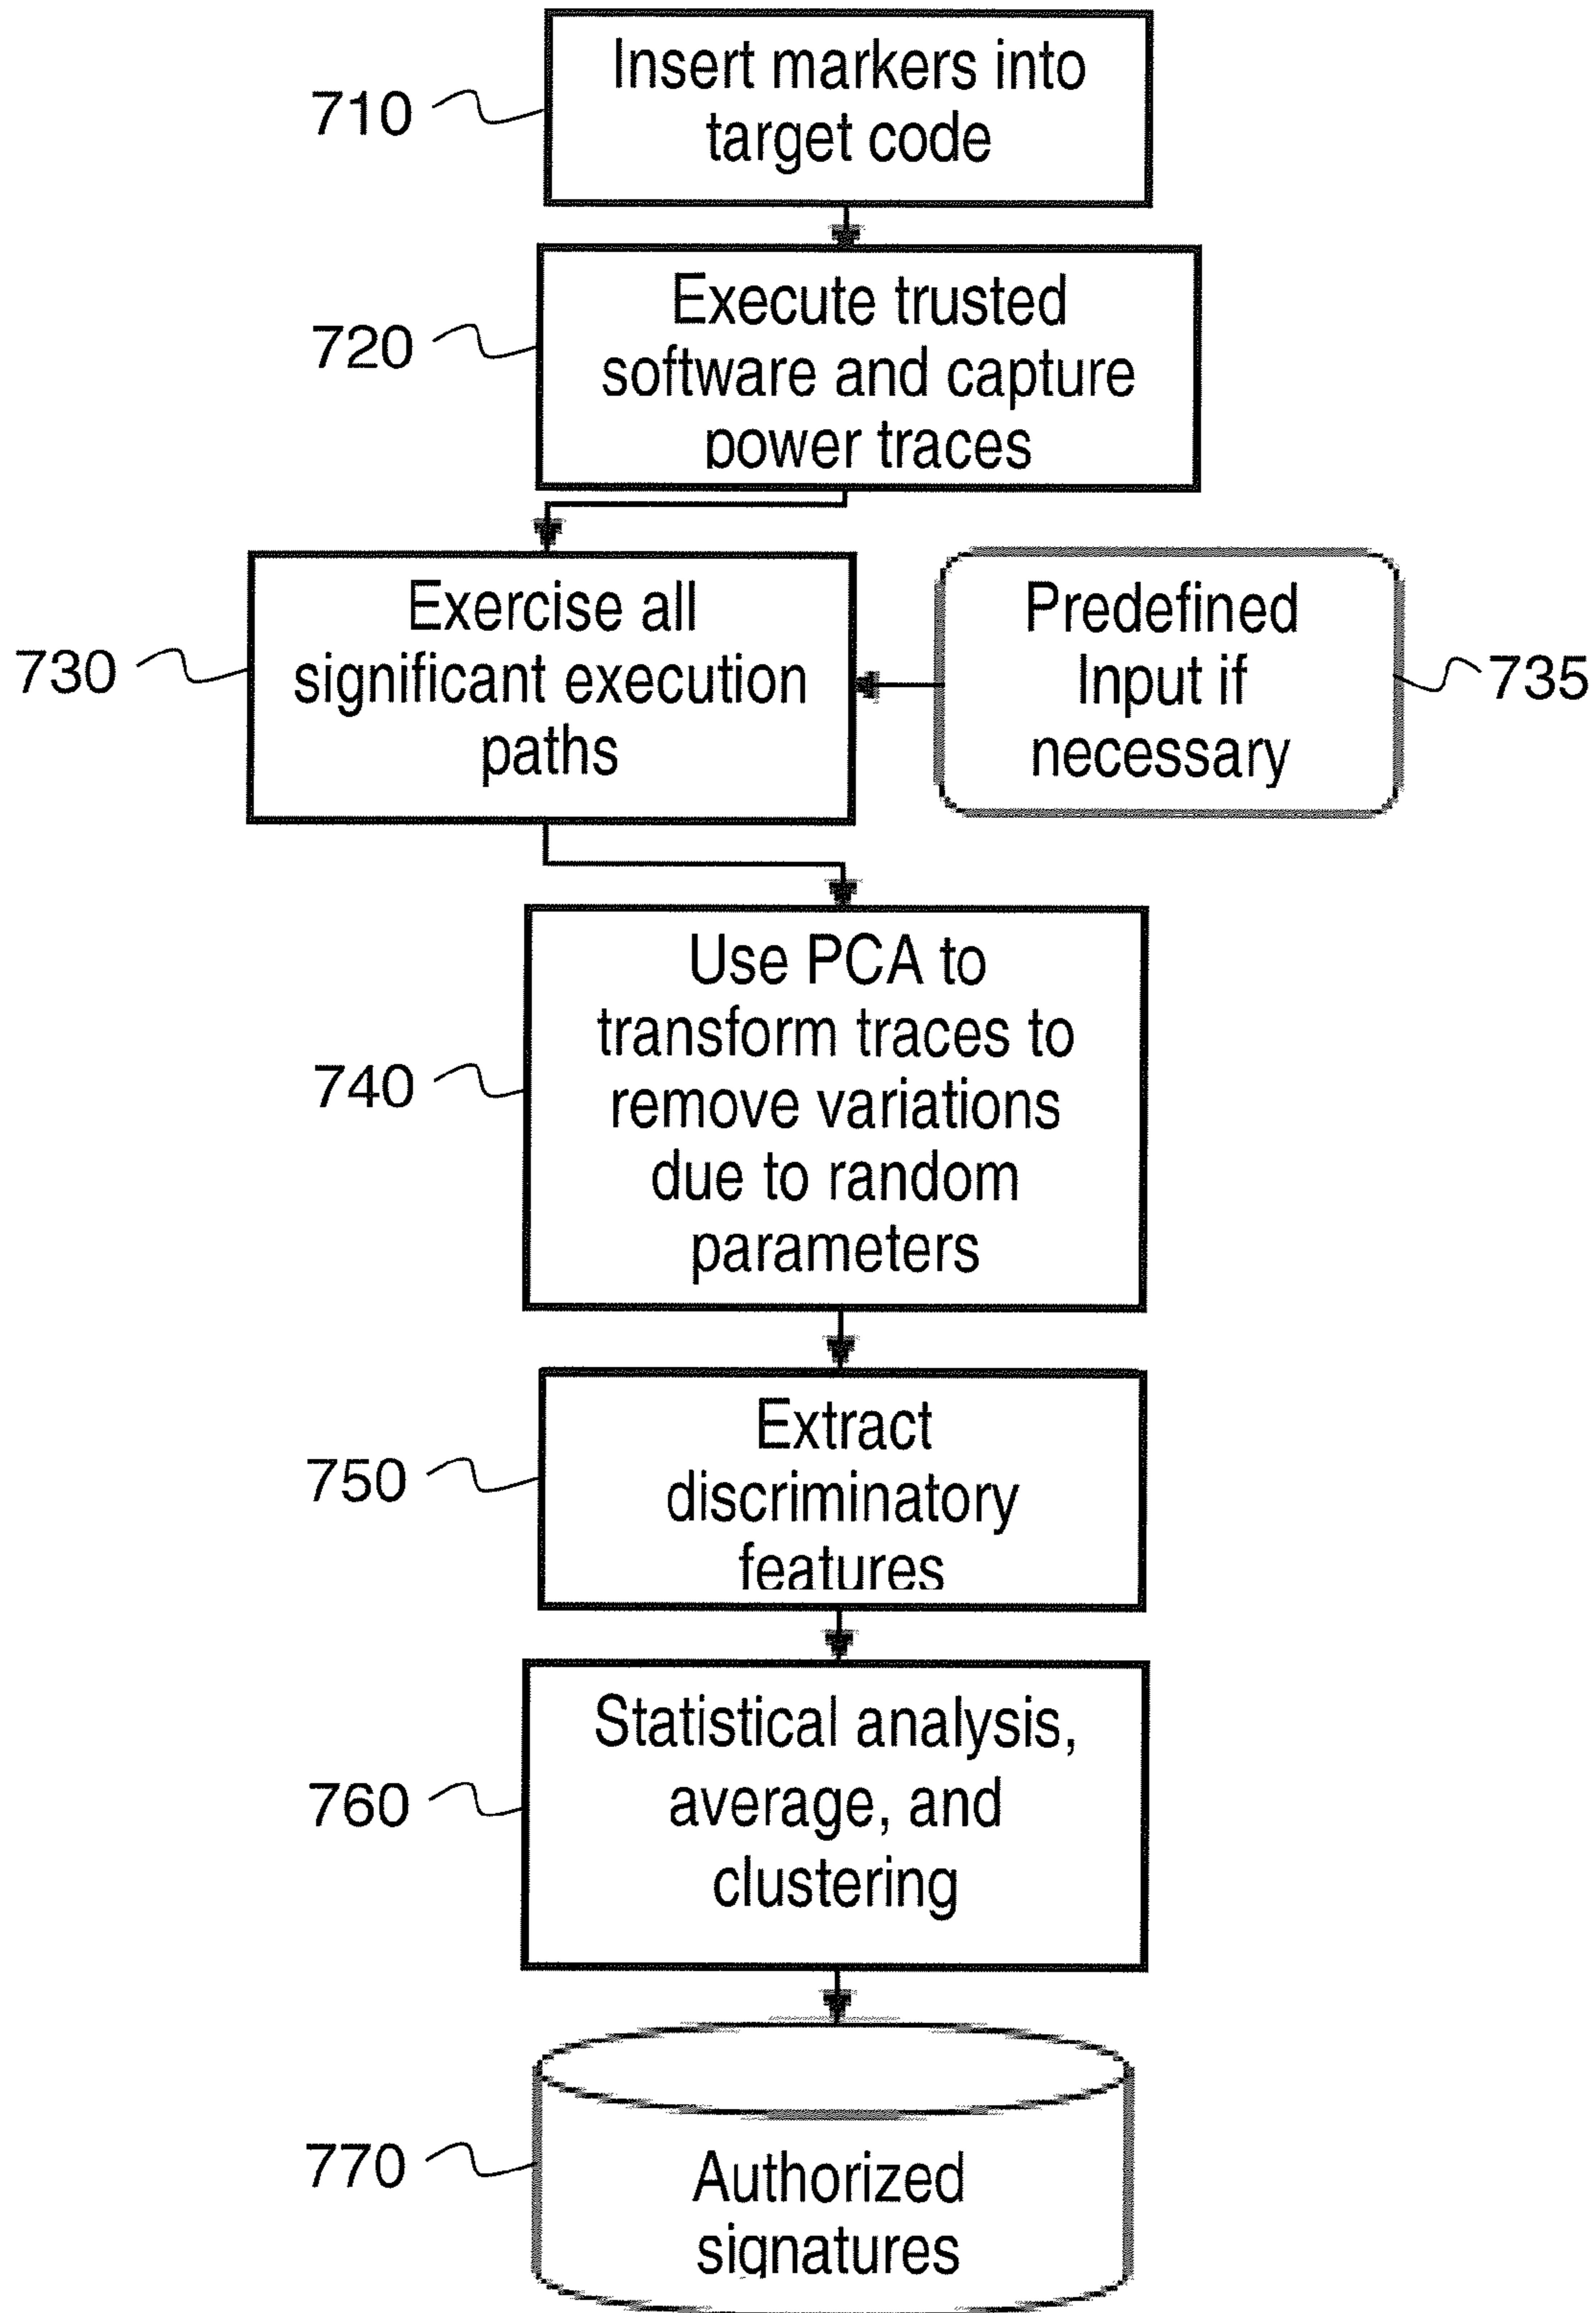 710
Insert markers into
target code
720
Execute trusted
software and capture
power traces
730
Exercise all
significant execution
paths
Predefined
Input if
necessary
735
740
Use PCA to
transform traces to
remove variations
due to random
parameters
750
Extract
discriminatory
features
760
Statistical analysis,
average, and
clustering
770
Authorized
signatures